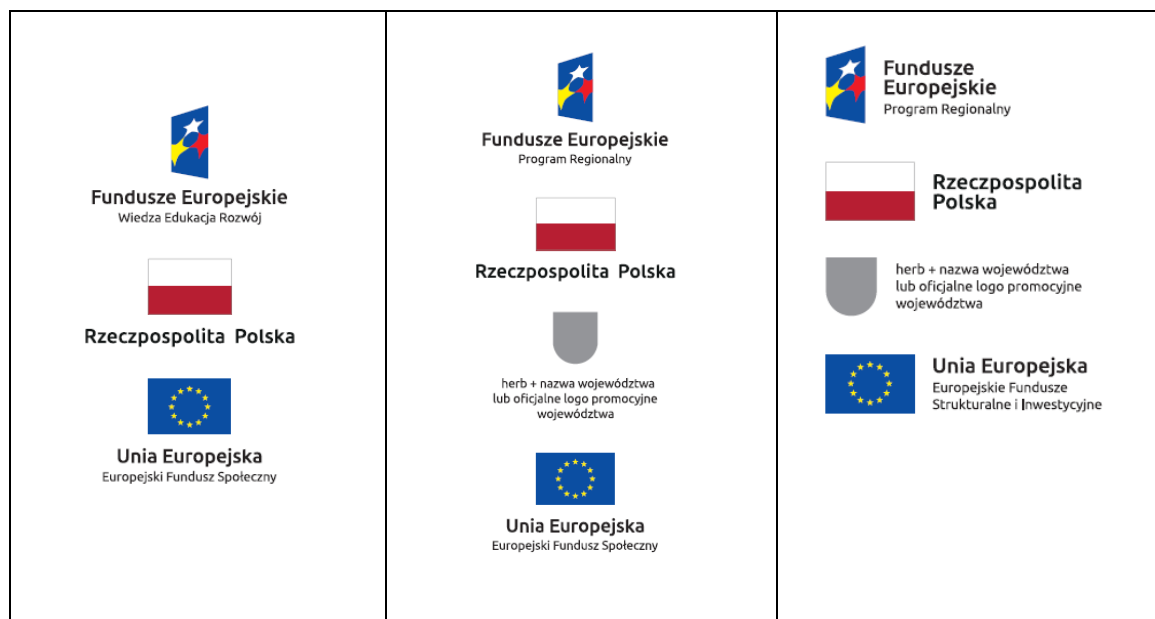 Fundusze Europejskie
Wiedza Edukacja Rozwój
Rzeczpospolita Polska
Unia Europejska
Europejski Fundusz Społeczny
Fundusze Europejskie
Program Regionalny
Rzeczpospolita Polska
herb + nazwa województwa
lub oficjalne logo promocyjne
województwa
Unia Europejska
Europejski Fundusz Społeczny
Fundusze
Europejskie
Program Regionalny
Rzeczpospolita
Polska
herb + nazwa województwa
lub oficjalne logo promocyjne
województwa
Unia Europejska
Europejskie Fundusze
Strukturalne i Inwestycyjne